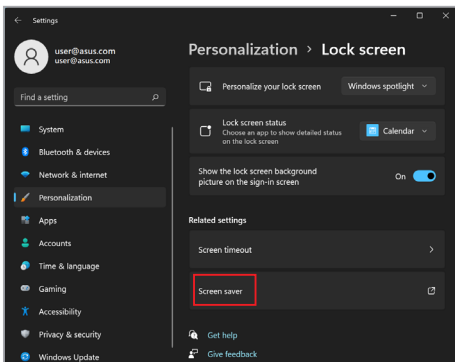 Settings
user@asus.com
user@asus.com
Find a setting
System
Bluetooth & devices
Network & internet
Personalization
Apps
Accounts
Time & language
Gaming
Accessibility
Privacy & security
Windows Update
Personalization > Lock screen
Personalize your lock screen
Windows spotlight
Lock screen status
Choose an app to show detailed status
on the lock screen
Calendar
Show the lock screen background
picture on the sign-in screen
On
Related settings
Screen timeout
Screen saver
Get help
Give feedback